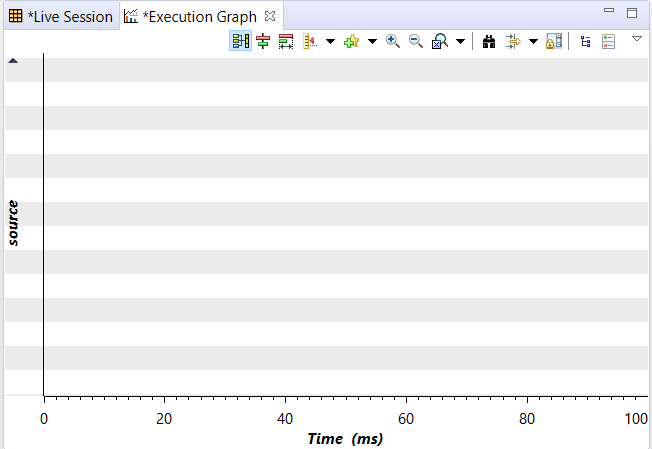 *Live Session
*Execution Graph
source
0 20 40 60 80 100
Time (ms)